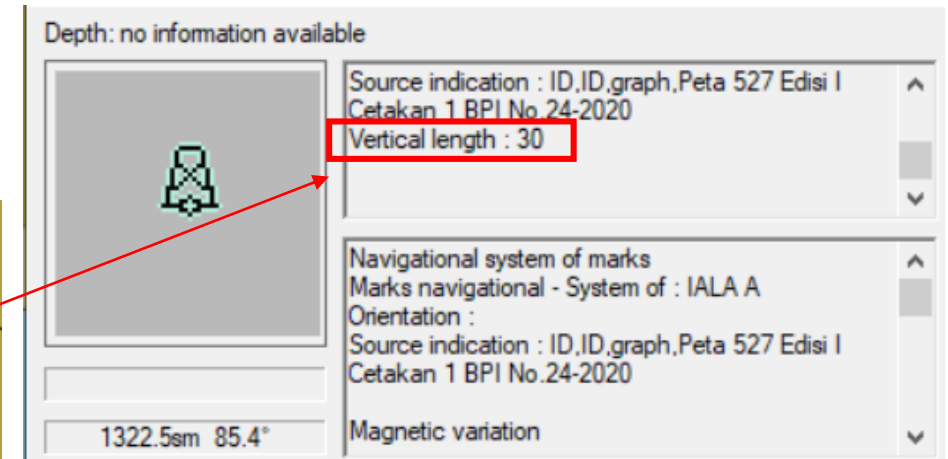 Depth: no information available
Source indication : ID,ID,graph,Peta 527 Edisi I
Cetakan 1 BPI No.24-2020
Vertical length : 30
Navigational system of marks
Marks navigational - System of : IALA A
Orientation :
Source indication : ID,ID,graph,Peta 527 Edisi I
Cetakan 1 BPI No.24-2020
Magnetic variation
1322.5sm 85.4°